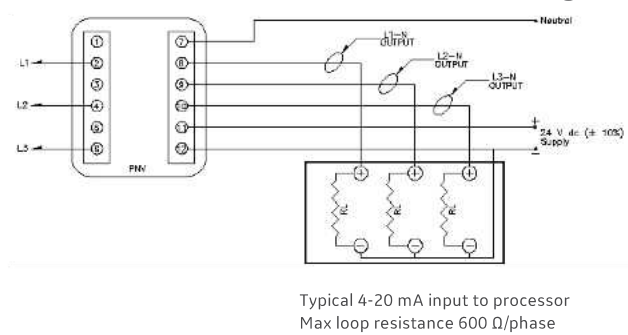 Neutral
L1-N
OUTPUT
L2-N
OUTPUT
L3-N
OUTPUT
1
2
3
4
5
6
7
8
9
10
11
12
L1
L2
L3
PNV
+
24 V dc (± 10%)
Supply
-
+ + +
RL RL RL
- - -
Typical 4-20 mA input to processor
Max loop resistance 600 Ω/phase